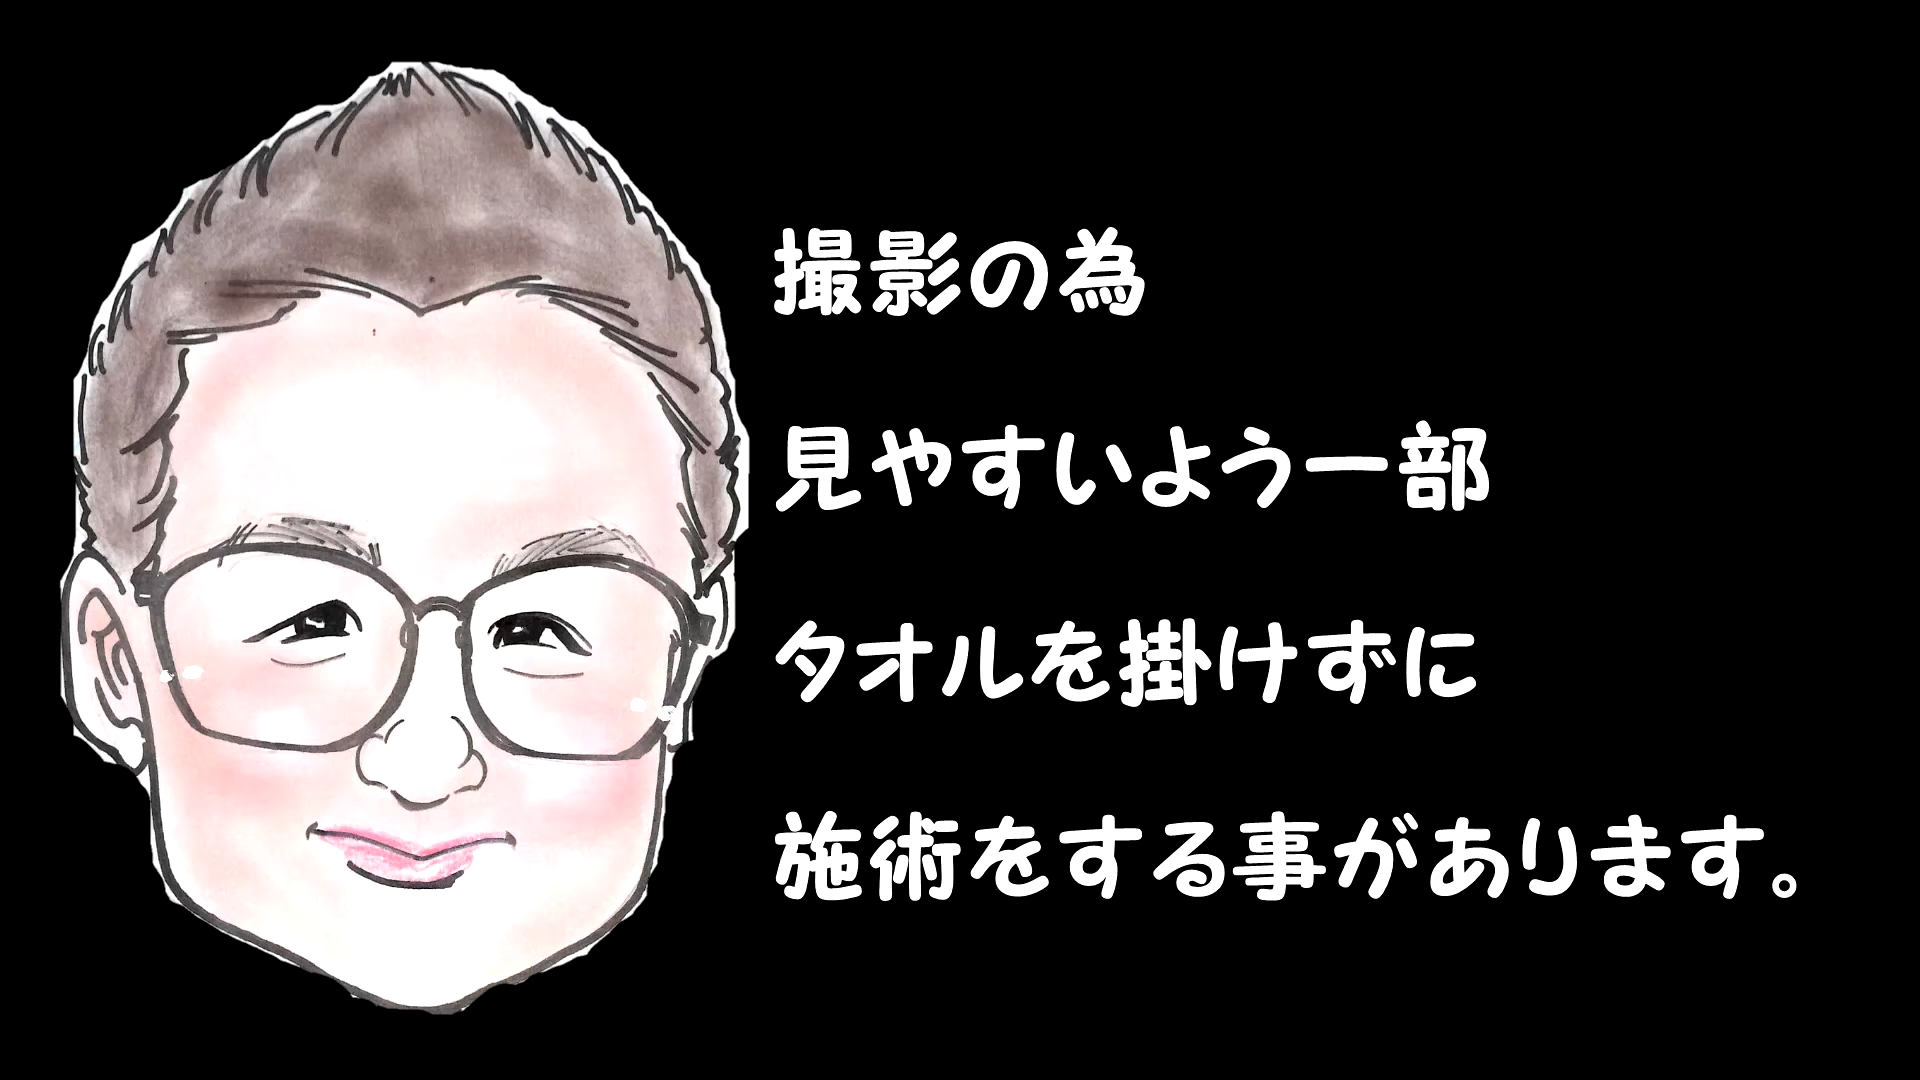 撮影の為
見やすいよう一部
タオルを掛けずに
施術をする事があります。